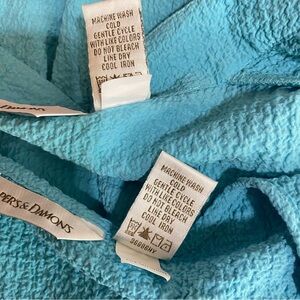 MACHINE WASH
COLD
GENTLE CYCLE
WITH LIKE COLORS
DO NOT BLEACH
LINE DRY
COOL IRON
MACHINE WASH
COLD
GENTLE CYCLE
WITH LIKE COLORS
DO NOT BLEACH
LINE DRY
COOL IRON
PERS & DAMONS